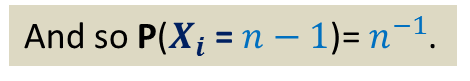 And so P(Xᵢ = n − 1)= n⁻¹.